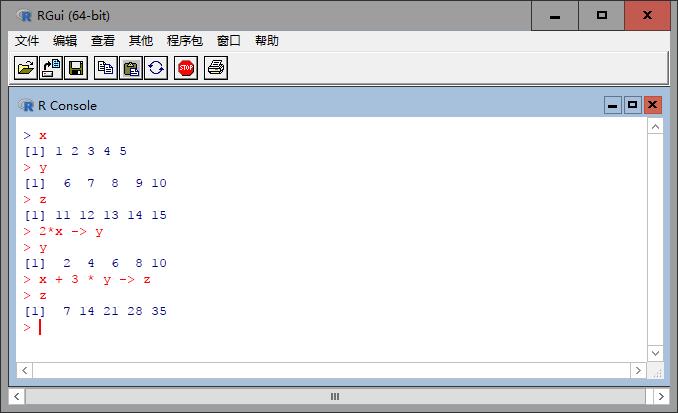 RGui (64-bit)
文件 编辑 查看 其他 程序包 窗口 帮助
STOP
R Console
> x
[1] 1 2 3 4 5
> y
[1]  6  7  8  9 10
> z
[1] 11 12 13 14 15
> 2*x -> y
> y
[1]  2  4  6  8 10
> x + 3 * y -> z
> z
[1]  7 14 21 28 35
>